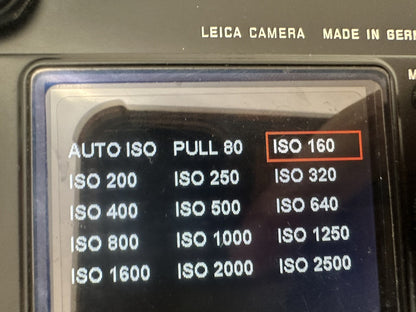 LEICA CAMERA MADE IN GER
AUTO ISO PULL 80 ISO 160
ISO 200 ISO 250 ISO 320
ISO 400 ISO 500 ISO 640
ISO 800 ISO 1000 ISO 1250
ISO 1600 ISO 2000 ISO 2500